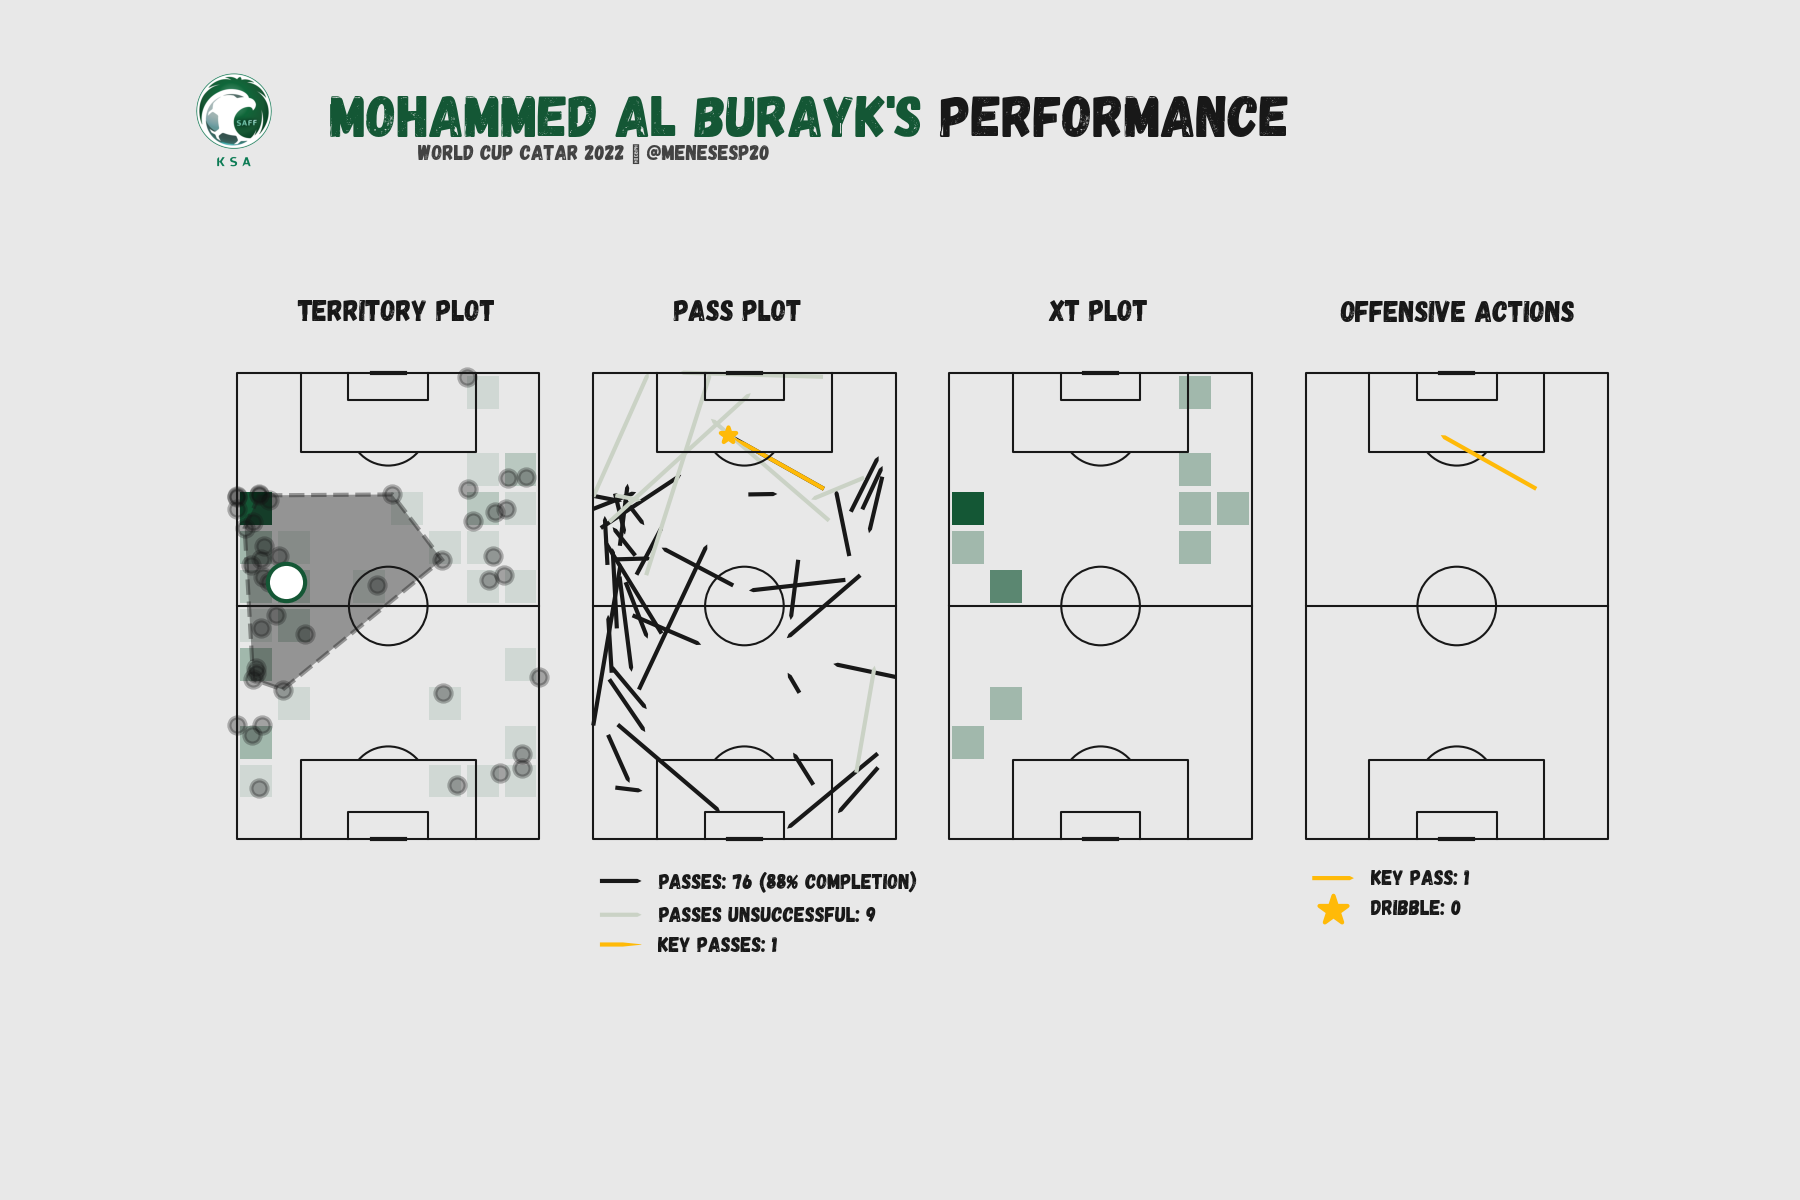 MOHAMMED AL BURAYK'S PERFORMANCE
WORLD CUP CATAR 2022 @MENESESP20
SAFF
KSA
TERRITORY PLOT
PASS PLOT
XT PLOT
OFFENSIVE ACTIONS
PASSES: 76 (88% COMPLETION)
PASSES UNSUCCESSFUL: 9
KEY PASSES: 1
KEY PASS: 1
DRIBBLE: 0